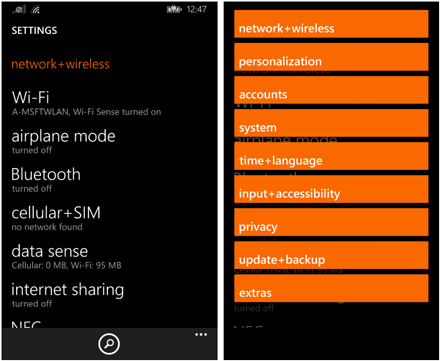 12:47
SETTINGS
network+wireless
Wi-Fi
A-MSFTWLAN, Wi-Fi Sense turned on
airplane mode
turned off
Bluetooth
turned off
cellular+SIM
no network found
data sense
Cellular: 0 MB, Wi-Fi: 95 MB
internet sharing
turned off
NFC
network+wireless
personalization
accounts
system
time+language
input+accessibility
privacy
update+backup
extras
turned off